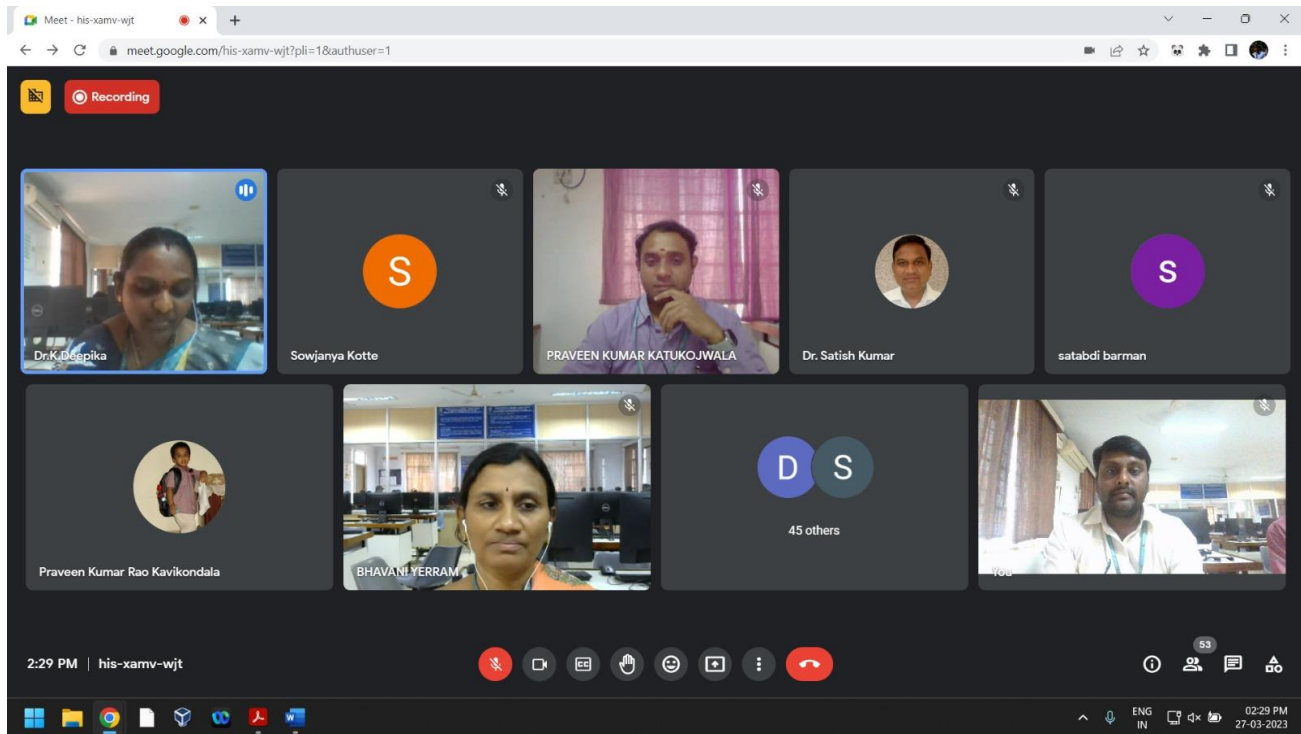 Meet - his-xamv-wjt
meet.google.com/his-xamv-wjt?pli=1&authuser=1
Recording
S
S
Dr.K.Deepika
Sowjanya Kotte
PRAVEEN KUMAR KATUKOJWALA
Dr. Satish Kumar
satabdi barman
D S
45 others
Praveen Kumar Rao Kavikondala
BHAVANI YERRAM
You
53
2:29 PM | his-xamv-wjt
CC
ENG
IN
02:29 PM
27-03-2023